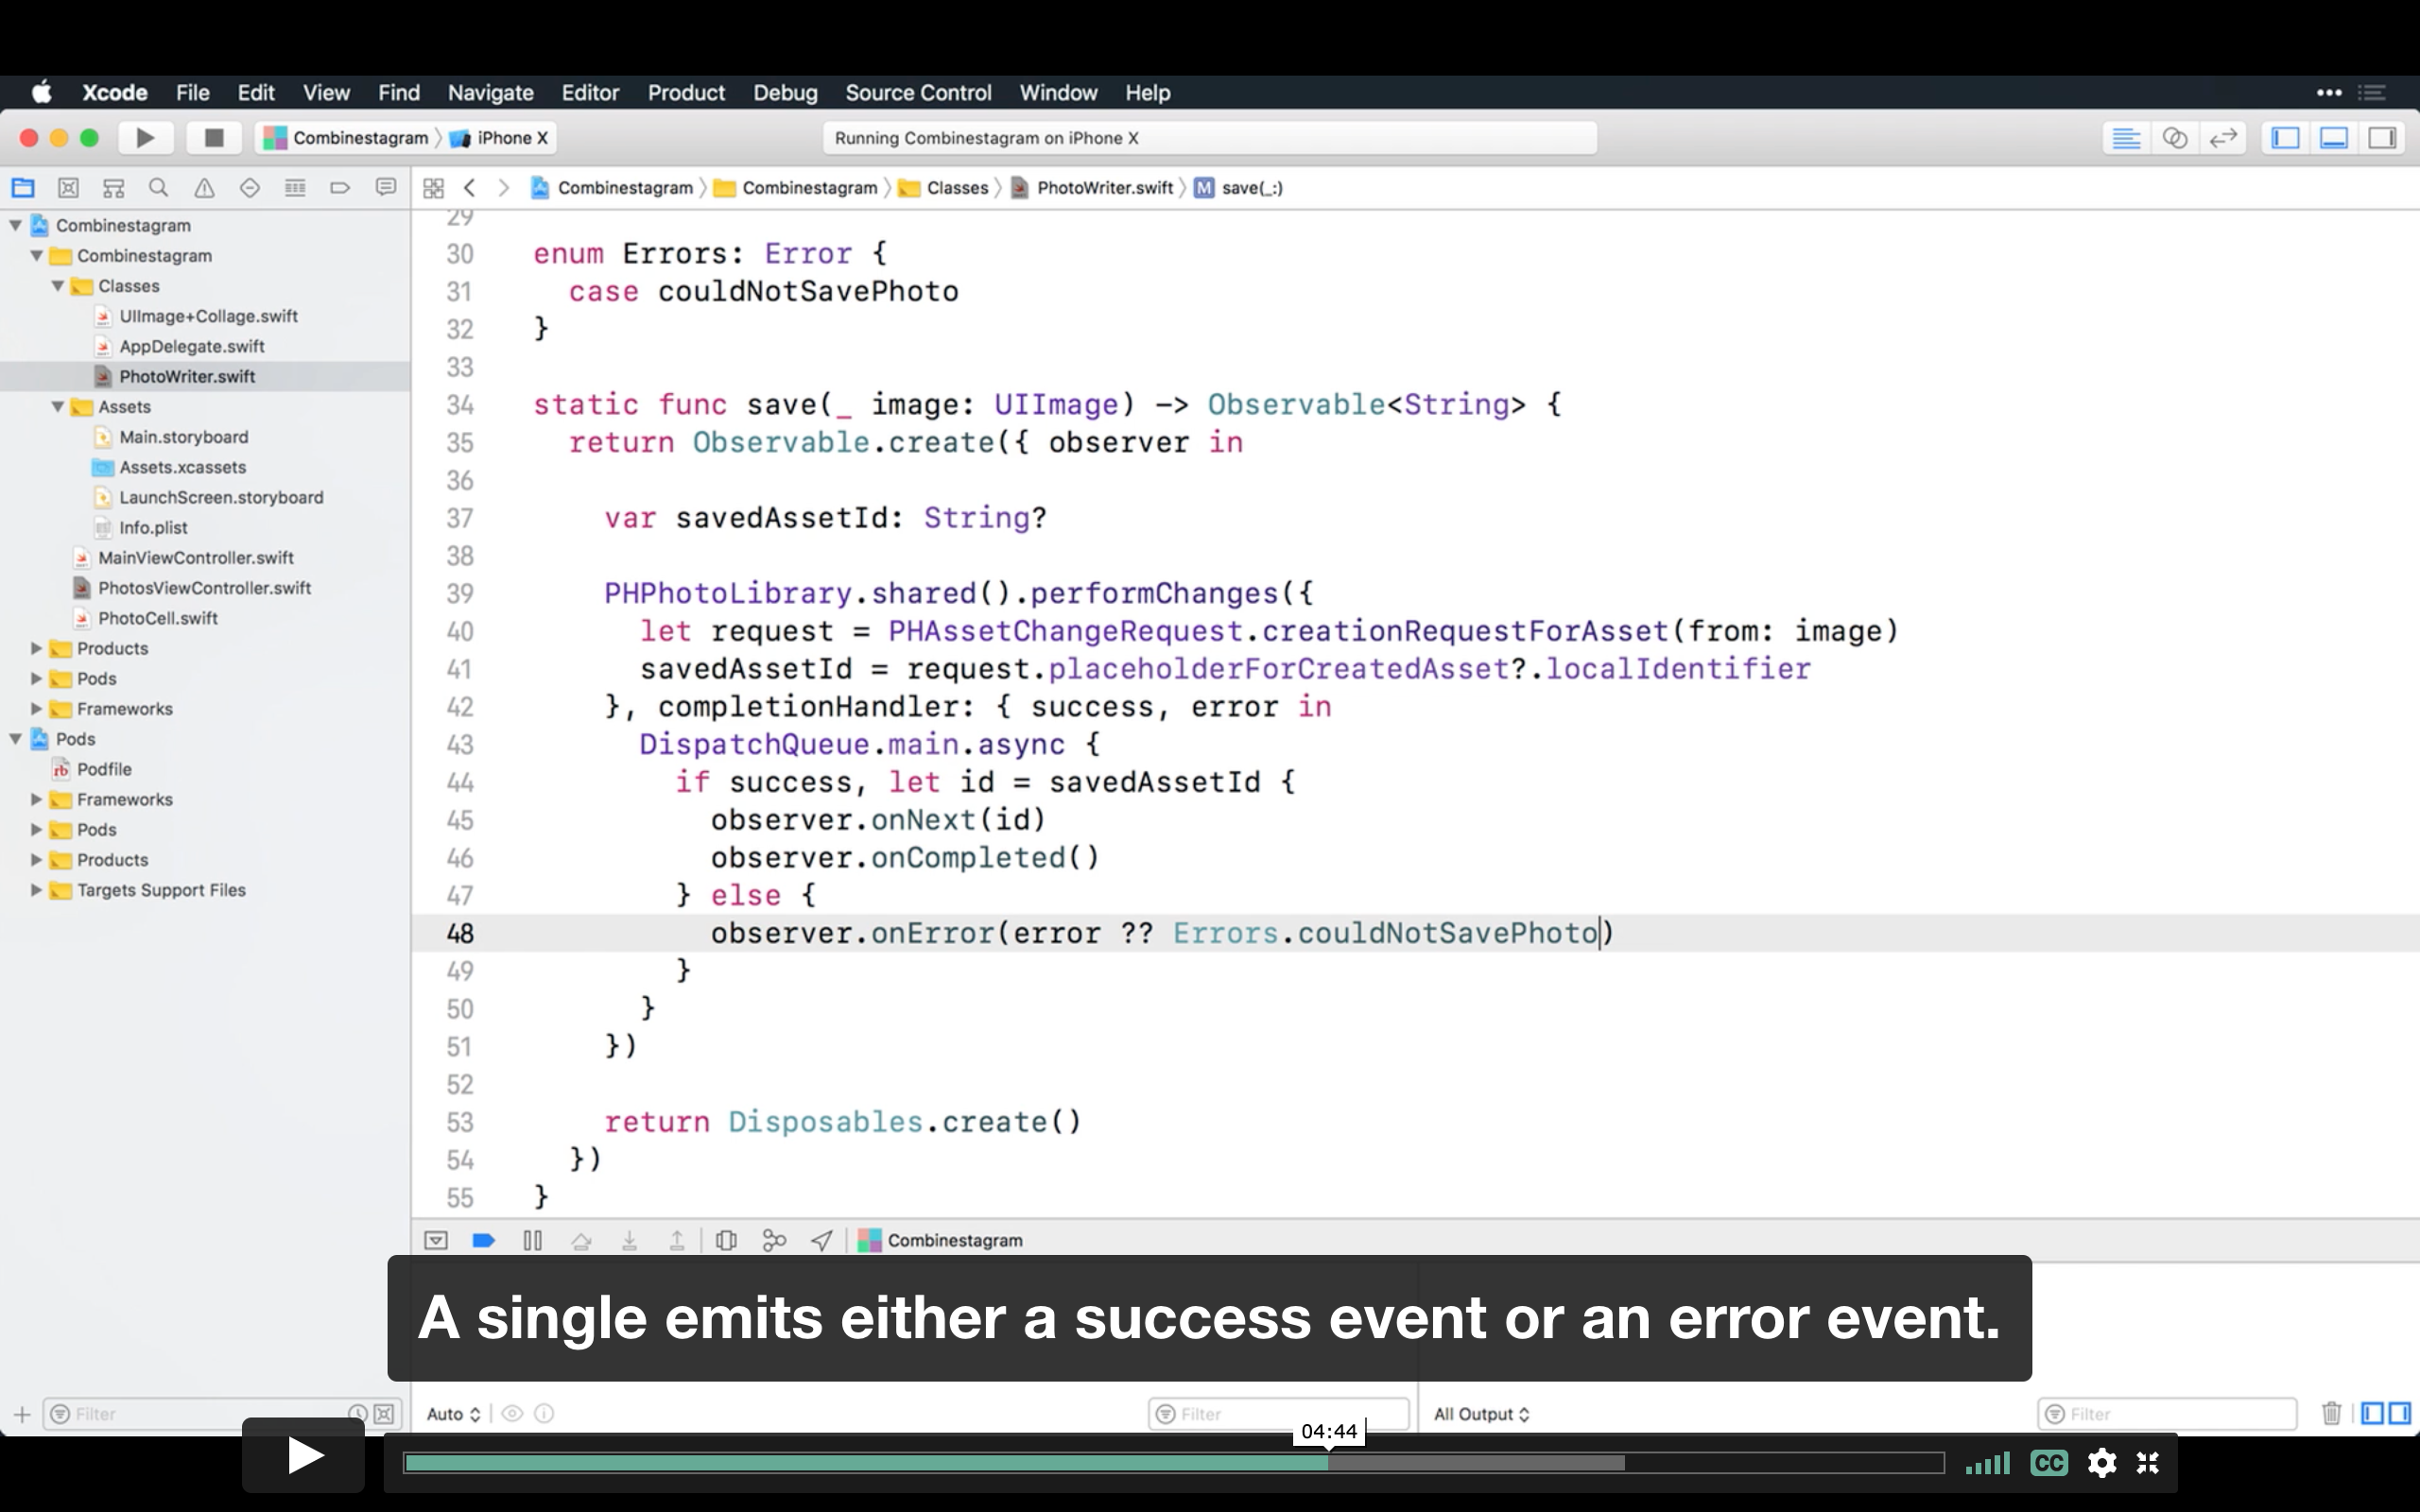 Xcode File Edit View Find Navigate Editor Product Debug Source Control Window Help
Combinestagram iPhone X
Running Combinestagram on iPhone X
Combinestagram Combinestagram Classes PhotoWriter.swift M save(_:)
Combinestagram
Combinestagram
Classes
UIImage+Collage.swift
AppDelegate.swift
PhotoWriter.swift
Assets
Main.storyboard
Assets.xcassets
LaunchScreen.storyboard
Info.plist
MainViewController.swift
PhotosViewController.swift
PhotoCell.swift
Products
Pods
Frameworks
Pods
rb Podfile
Frameworks
Pods
Products
Targets Support Files
29
30 enum Errors: Error {
31 case couldNotSavePhoto
32 }
33
34 static func save(_ image: UIImage) -> Observable<String> {
35 return Observable.create({ observer in
36
37 var savedAssetId: String?
38
39 PHPhotoLibrary.shared().performChanges({
40 let request = PHAssetChangeRequest.creationRequestForAsset(from: image)
41 savedAssetId = request.placeholderForCreatedAsset?.localIdentifier
42 }, completionHandler: { success, error in
43 DispatchQueue.main.async {
44 if success, let id = savedAssetId {
45 observer.onNext(id)
46 observer.onCompleted()
47 } else {
48 observer.onError(error ?? Errors.couldNotSavePhoto)
49 }
50 }
51 })
52
53 return Disposables.create()
54 })
55 }
Combinestagram
A single emits either a success event or an error event.
Filter
Auto
Filter
All Output
Filter
04:44
CC